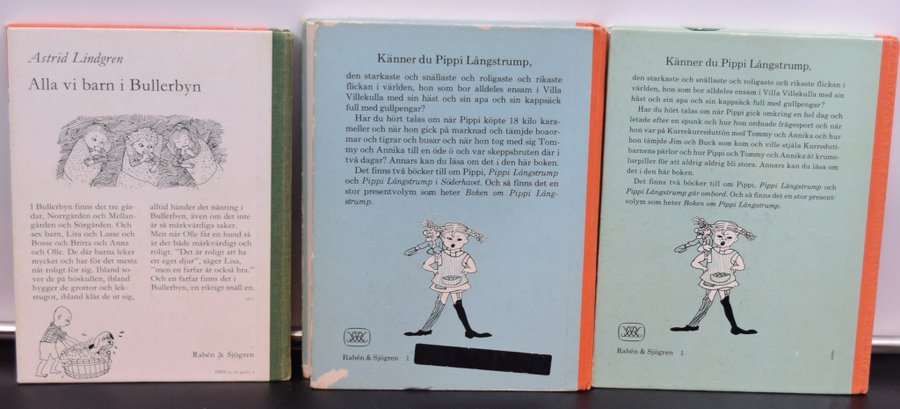 Astrid Lindgren
Alla vi barn i Bullerbyn
I Bullerbyn finns det tre går-
dar, Norrgården och Mellan-
gården och Sörgården. Och
sex barn, Lisa och Lasse och
Bosse och Britta och Anna
och Olle. De där barna leker
mycket och har för det mesta
nåt roligt för sig. Ibland so-
ver de på höskullen, ibland
bygger de grottor och lek-
stugor, ibland klär de ut sig,
alltid händer det nånting i
Bullerbyn, även om det inte
är så märkvärdiga saker.
Men när Olle får en hund så
är det både märkvärdigt och
roligt. "Det är roligt att ha
ett eget djur", säger Lisa,
"men en farfar är också bra."
Och en farfar finns det i
Bullerbyn, en riktigt snäll en.
Rabén & Sjögren
Känner du Pippi Långstrump,
den starkaste och snällaste och roligaste och rikaste
flickan i världen, hon som bor alldeles ensam i Villa
Villekulla med sin häst och sin apa och sin kappsäck
full med gullpengar?
Har du hört talas om när Pippi köpte 18 kilo kara-
meller och när hon gick på marknad och tämjde bosor-
mar och tigrar och busar och när hon tog med sig Tom-
my och Annika till en öde ö och var skeppsbruten där i
två dagar? Annars kan du läsa om det i den här boken.
Det finns två böcker till om Pippi, Pippi Långstrump
och Pippi Långstrump i Söderhavet. Och så finns det en
stor presentvolym som heter Boken om Pippi Lång-
strump.
Rabén & Sjögren 1
Känner du Pippi Långstrump,
den starkaste och snällaste och roligaste och rikaste flickan i
världen, hon som bor alldeles ensam i Villa Villekulla med sin
häst och sin apa och sin kappsäck full med gullpengar?
Har du hört talas om när Pippi gick omkring en hel dag och
letade efter en spunk och hur hon ordnade frågesport och när
hon var på Kurrekurreduttön med Tommy och Annika och hur
hon tämjde Jim och Buck som kom och ville stjäla Kurredutt-
barnens pärlor och hur Pippi och Tommy och Annika åt krume-
lurpiller för att aldrig aldrig bli stora. Annars kan du läsa om
det i den här boken.
Det finns två böcker till om Pippi, Pippi Långstrump och
Pippi Långstrump går ombord. Och så finns det en stor present-
volym som heter Boken om Pippi Långstrump.
Rabén & Sjögren 1